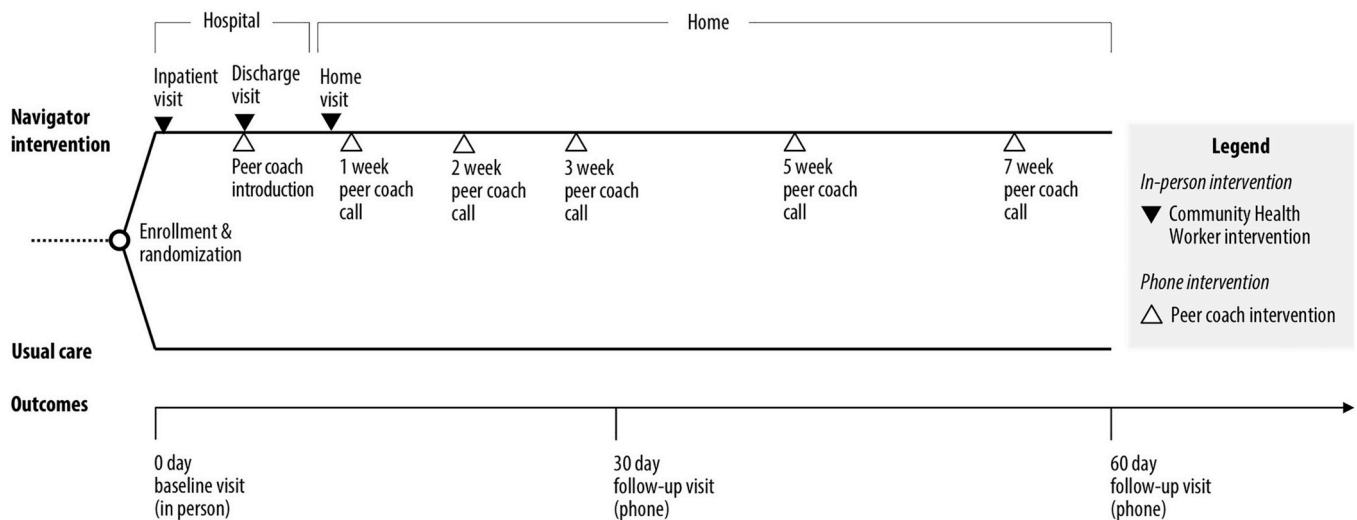 Hospital
Home
Inpatient
visit
Discharge
visit
Home
visit
Navigator
intervention
Peer coach
introduction
1 week
peer coach
call
2 week
peer coach
call
3 week
peer coach
call
5 week
peer coach
call
7 week
peer coach
call
Enrollment &
randomization
Usual care
Legend
In-person intervention
Community Health
Worker intervention
Phone intervention
Peer coach intervention
Outcomes
0 day
baseline visit
(in person)
30 day
follow-up visit
(phone)
60 day
follow-up visit
(phone)